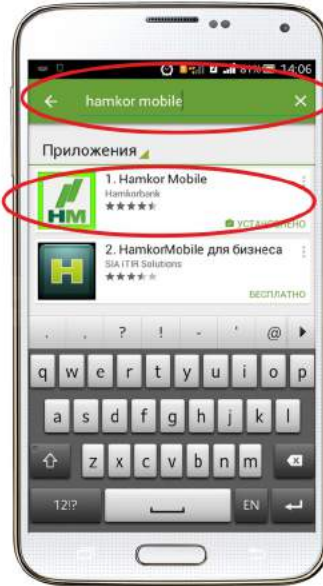 81% 14:06
hamkor mobile
Приложения
1. Hamkor Mobile
Hamkorbank
HM
УСТАНОВЛЕНО
2. HamkorMobile для бизнеса
SIA iTIR Solutions
H
БЕСПЛАТНО
. , ? ! - ' @
q w e r t y u i o p
a s d f g h j k l
z x c v b n m
12!? EN